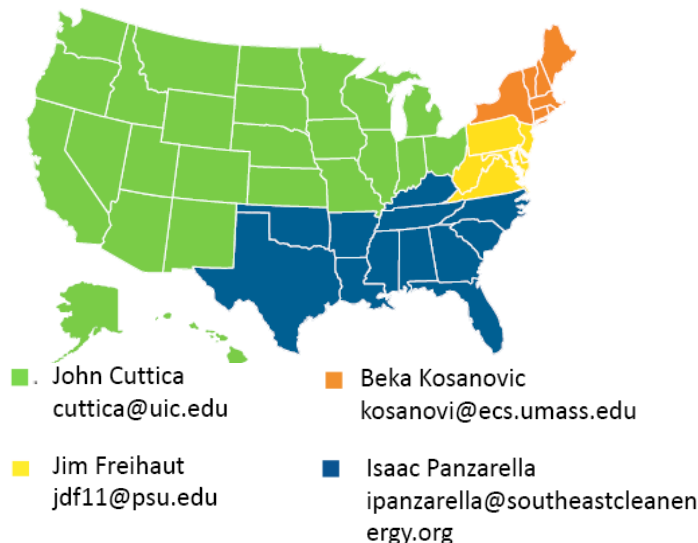 John Cuttica
cuttica@uic.edu
Beka Kosanovic
kosanovi@ecs.umass.edu
Jim Freihaut
jdf11@psu.edu
Isaac Panzarella
ipanzarella@southeastcleanen
ergy.org